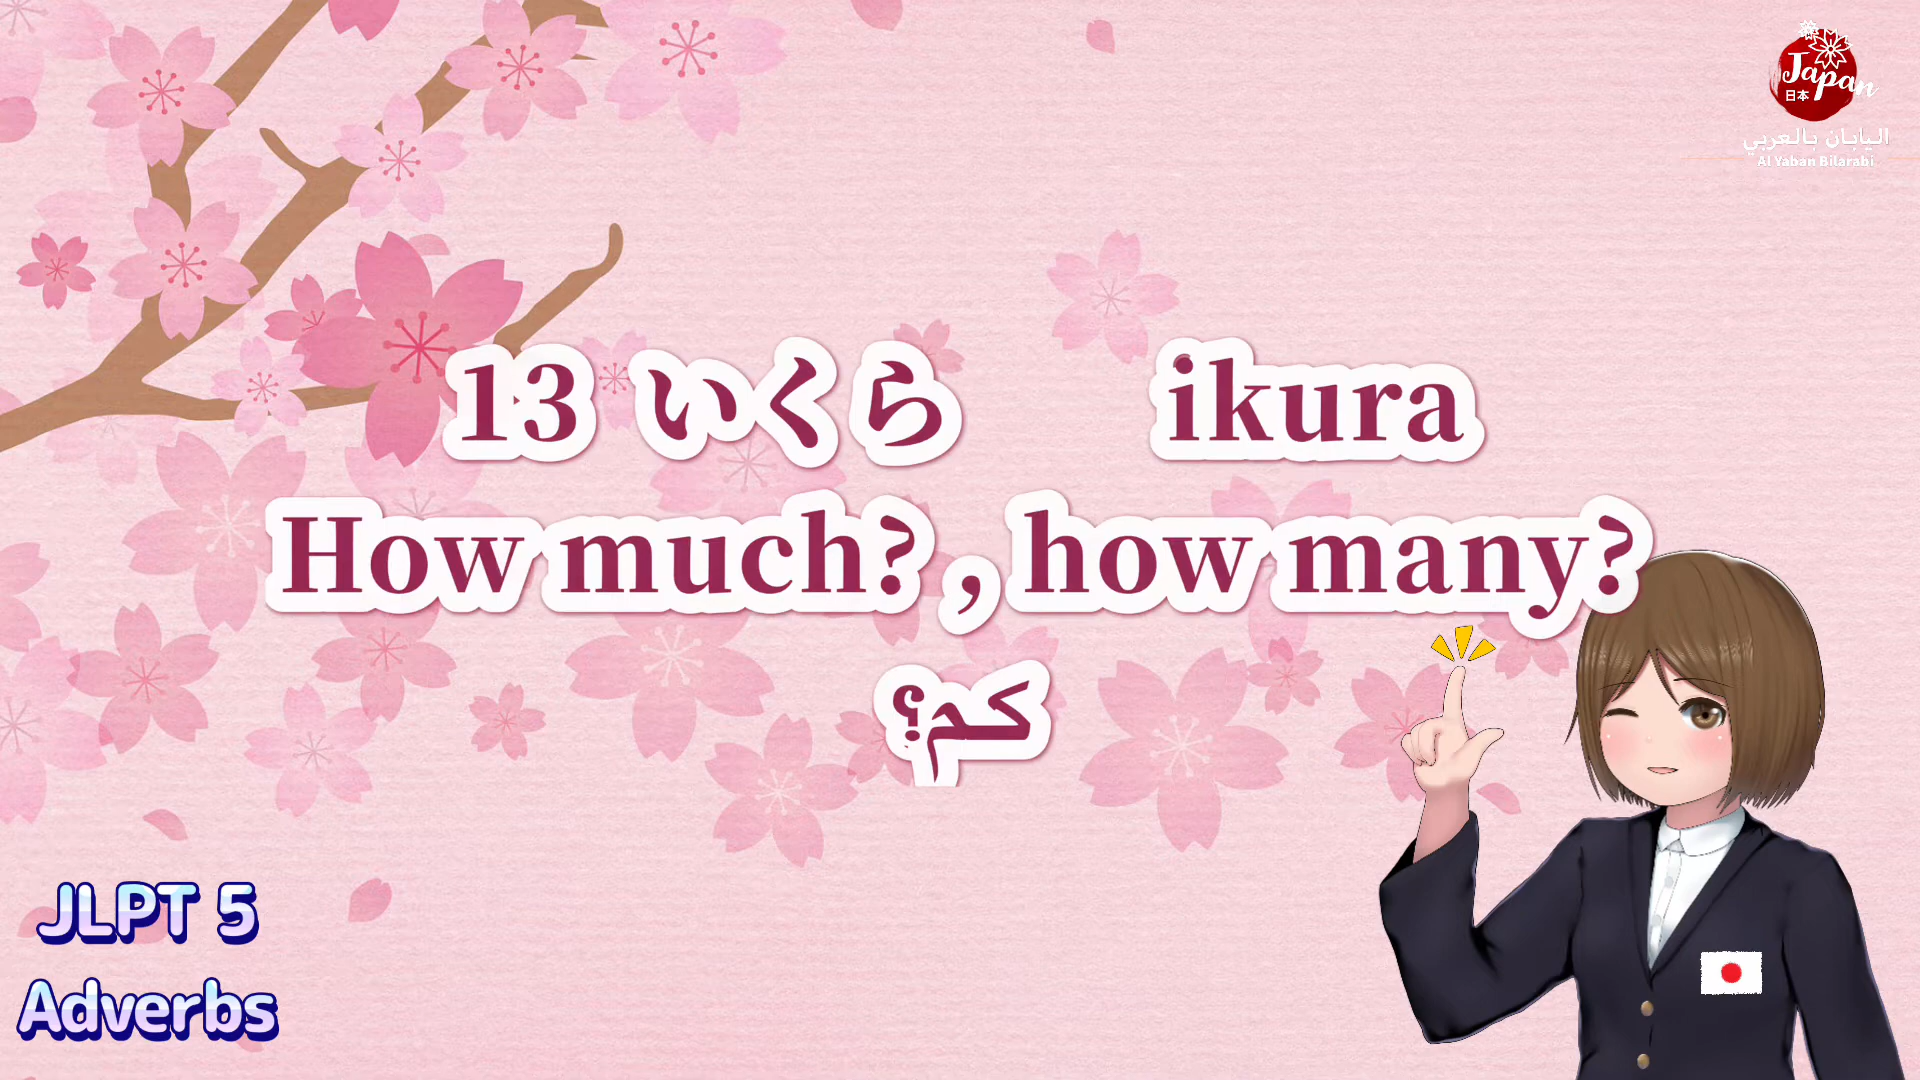 Japan
日本
اليابان بالعربي
Al Yaban Bilarabi
13 いくら ikura
How much? , how many?
كم؟
JLPT 5
Adverbs